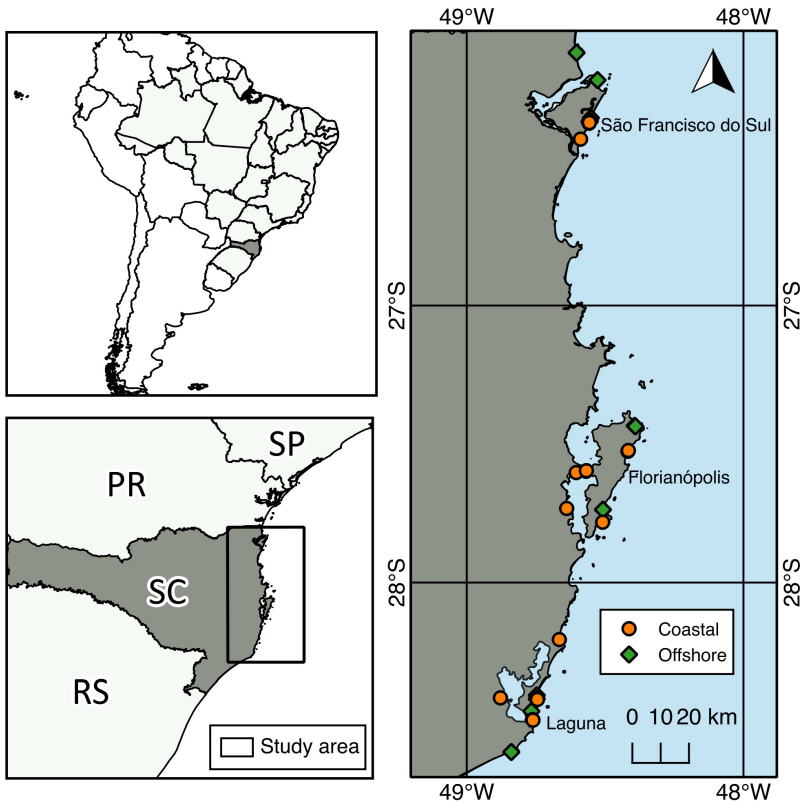 49°W 48°W
São Francisco do Sul
27°S 27°S
Florianópolis
28°S 28°S
Coastal
Offshore
0 10 20 km
Laguna
49°W 48°W
SP
PR
SC
RS
Study area